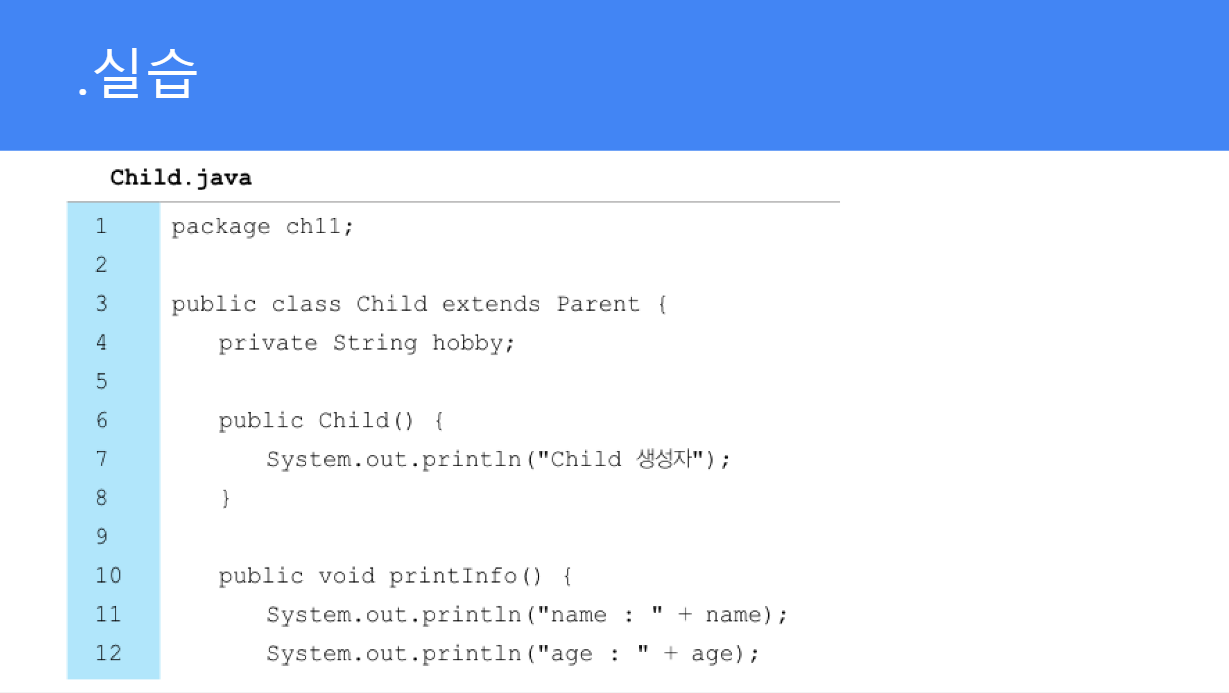 .실습
Child.java
1 package ch11;
2
3 public class Child extends Parent {
4 private String hobby;
5
6 public Child() {
7 System.out.println("Child 생성자");
8 }
9
10 public void printInfo() {
11 System.out.println("name : " + name);
12 System.out.println("age : " + age);